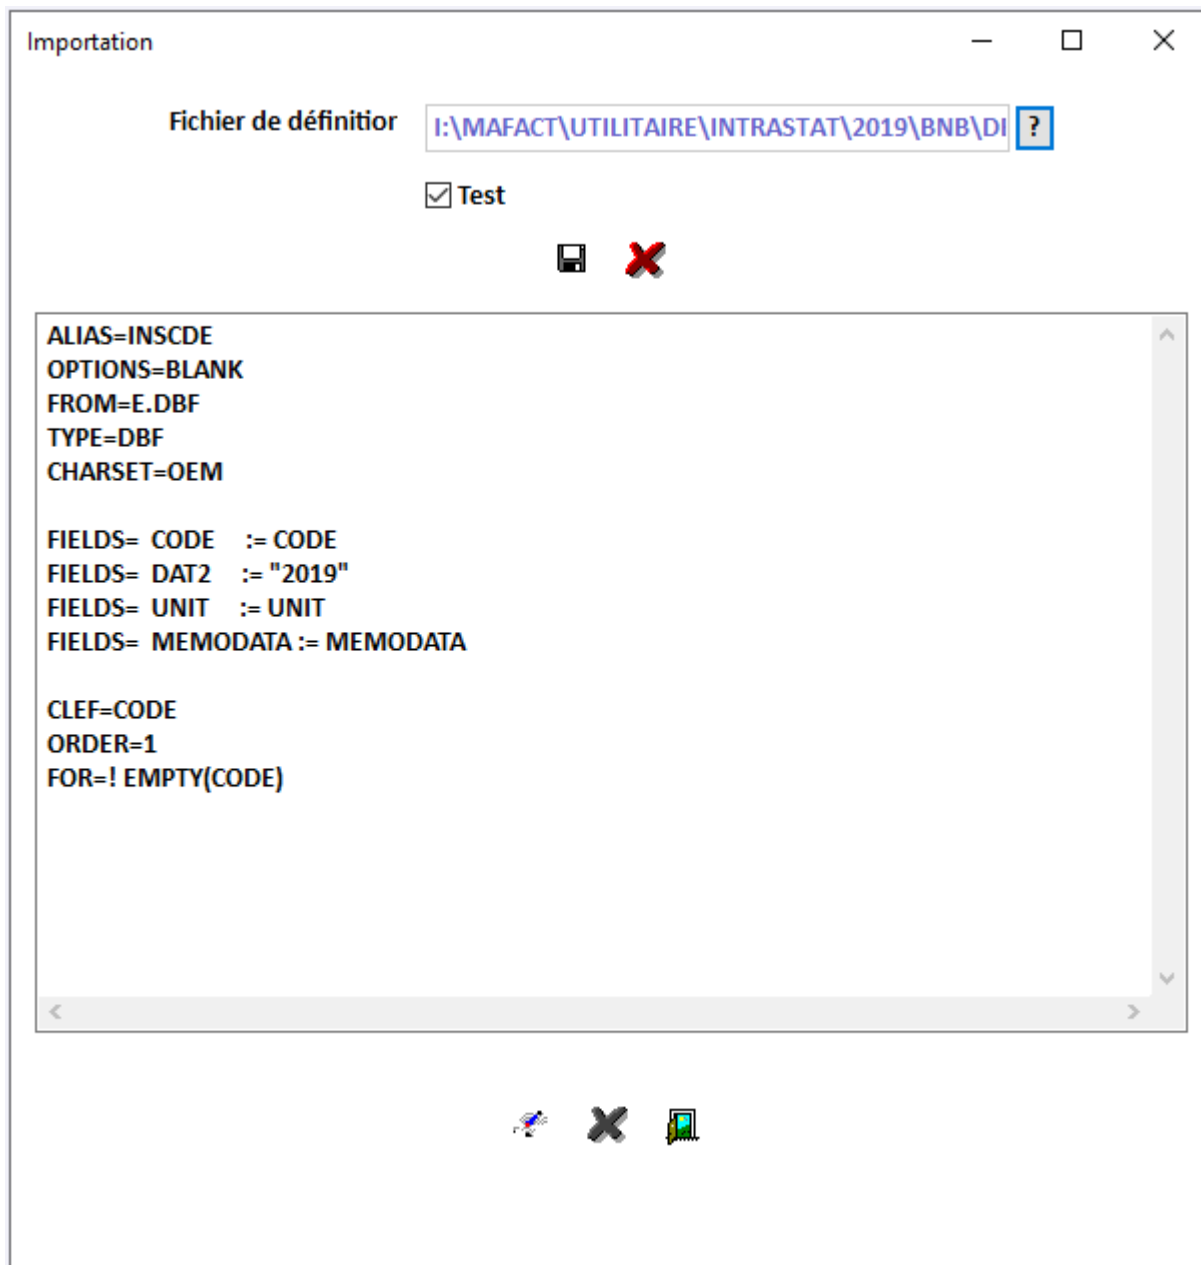 Importation
Fichier de définitior
I:\MAFACT\UTILITAIRE\INTRASTAT\2019\BNB\DI ?
Test
ALIAS=INSCDE
OPTIONS=BLANK
FROM=E.DBF
TYPE=DBF
CHARSET=OEM
FIELDS=  CODE    := CODE
FIELDS=  DAT2    := "2019"
FIELDS=  UNIT    := UNIT
FIELDS=  MEMODATA := MEMODATA
CLEF=CODE
ORDER=1
FOR=! EMPTY(CODE)